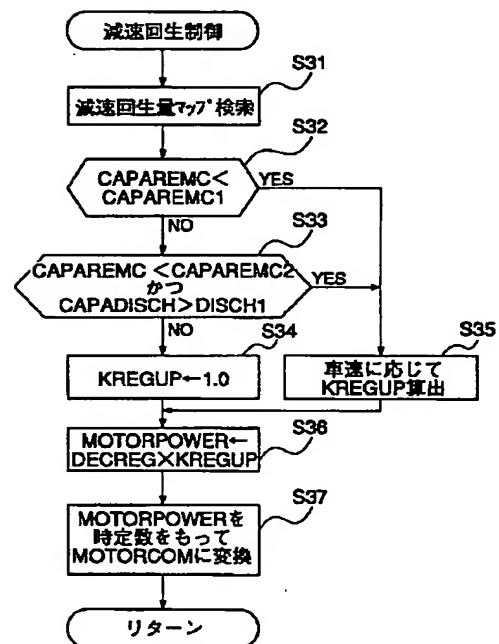 減速回生制御
S31
減速回生量マップ検索
S32
CAPAREMC<
CAPAREMC1
YES
NO
S33
CAPAREMC <CAPAREMC2
かつ
CAPADISCH>DISCH1
YES
NO
S34
KREGUP←1.0
S35
車速に応じて
KREGUP算出
S36
MOTORPOWER←
DECREG×KREGUP
S37
MOTORPOWERを
時定数をもって
MOTORCOMに変換
リターン